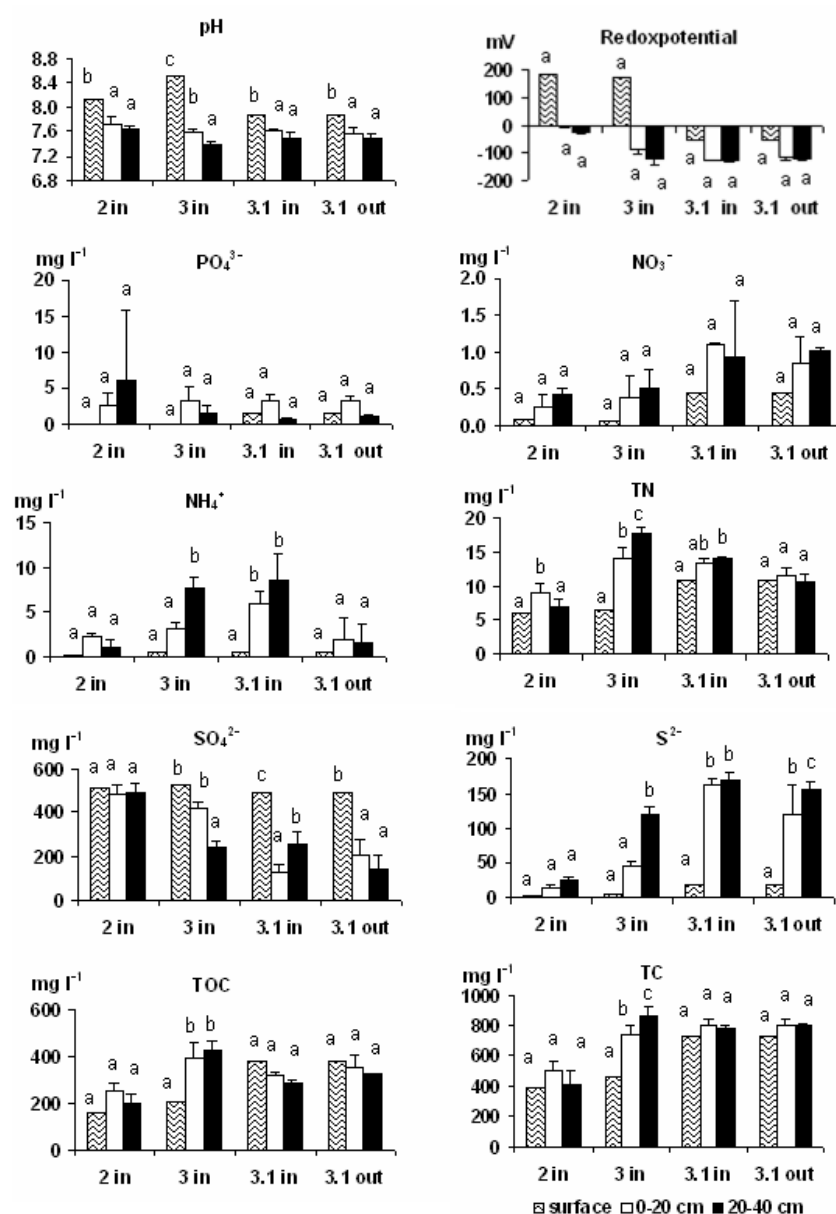 pH
8.8
8.4
8.0
7.6
7.2
6.8
b a a c b a b a a b a a
2 in 3 in 3.1 in 3.1 out
Redoxpotential
mV
200
100
0
-100
-200
a a a a a a a a a a a a
2 in 3 in 3.1 in 3.1 out
mg l⁻¹
PO₄³⁻
20
15
10
5
0
a a a a a a a a a a a a
2 in 3 in 3.1 in 3.1 out
mg l⁻¹
NO₃⁻
2.0
1.5
1.0
0.5
0.0
a a a a a a a a a a a a
2 in 3 in 3.1 in 3.1 out
mg l⁻¹
NH₄⁺
15
10
5
0
a a a a a b a b b a a a
2 in 3 in 3.1 in 3.1 out
mg l⁻¹
TN
20
15
10
5
0
a b a a b c a ab b a a a
2 in 3 in 3.1 in 3.1 out
mg l⁻¹
SO₄²⁻
600
400
200
0
a a a b b a c a b b a a
2 in 3 in 3.1 in 3.1 out
mg l⁻¹
S²⁻
200
150
100
50
0
a a a a a b a b b a b c
2 in 3 in 3.1 in 3.1 out
mg l⁻¹
TOC
600
400
200
0
a a a a b b a a a a a a
2 in 3 in 3.1 in 3.1 out
mg l⁻¹
TC
1000
800
600
400
200
0
a a a a b c a a a a a a
2 in 3 in 3.1 in 3.1 out
surface 0-20 cm 20-40 cm